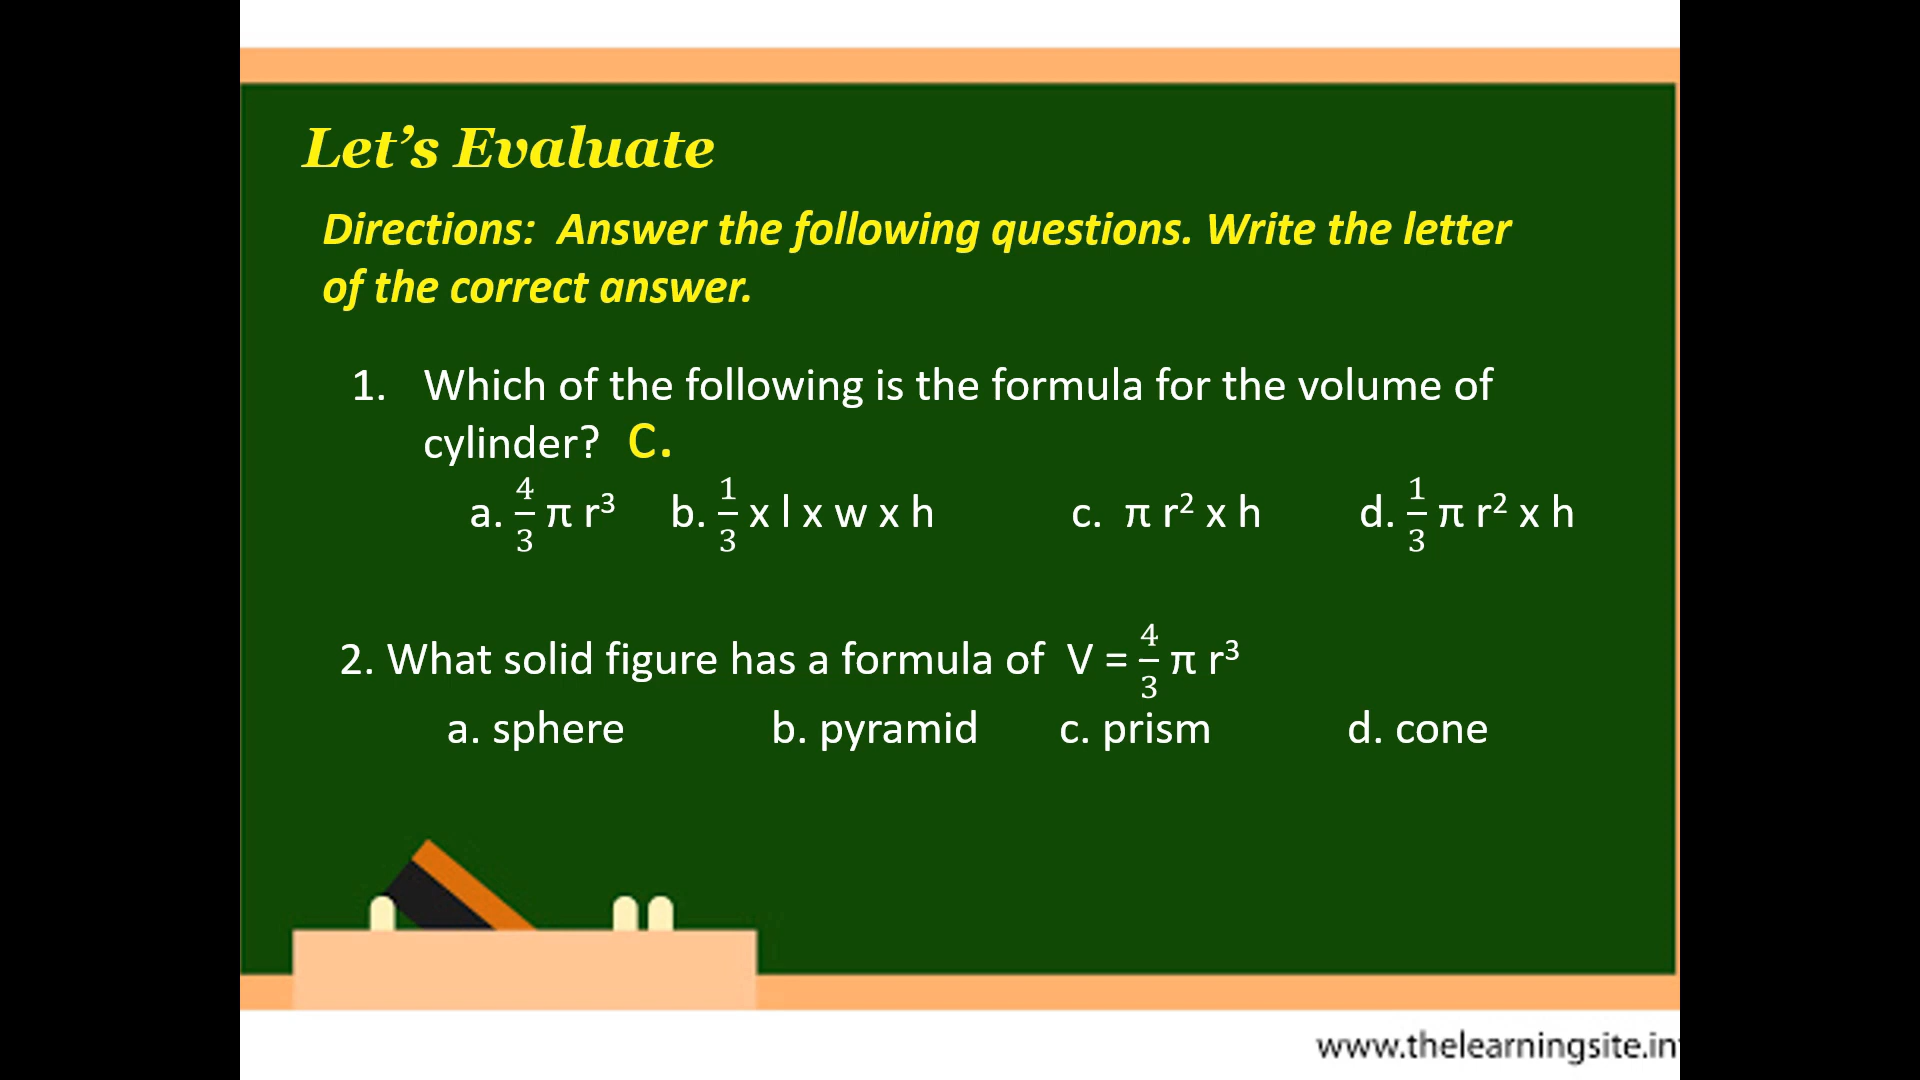 Let’s Evaluate
Directions:  Answer the following questions. Write the letter
of the correct answer.
1. Which of the following is the formula for the volume of
cylinder? C.
a. 4/3 π r³ b. 1/3 x l x w x h c. π r² x h d. 1/3 π r² x h
2. What solid figure has a formula of V = 4/3 π r³
a. sphere b. pyramid c. prism d. cone
www.thelearningsite.in